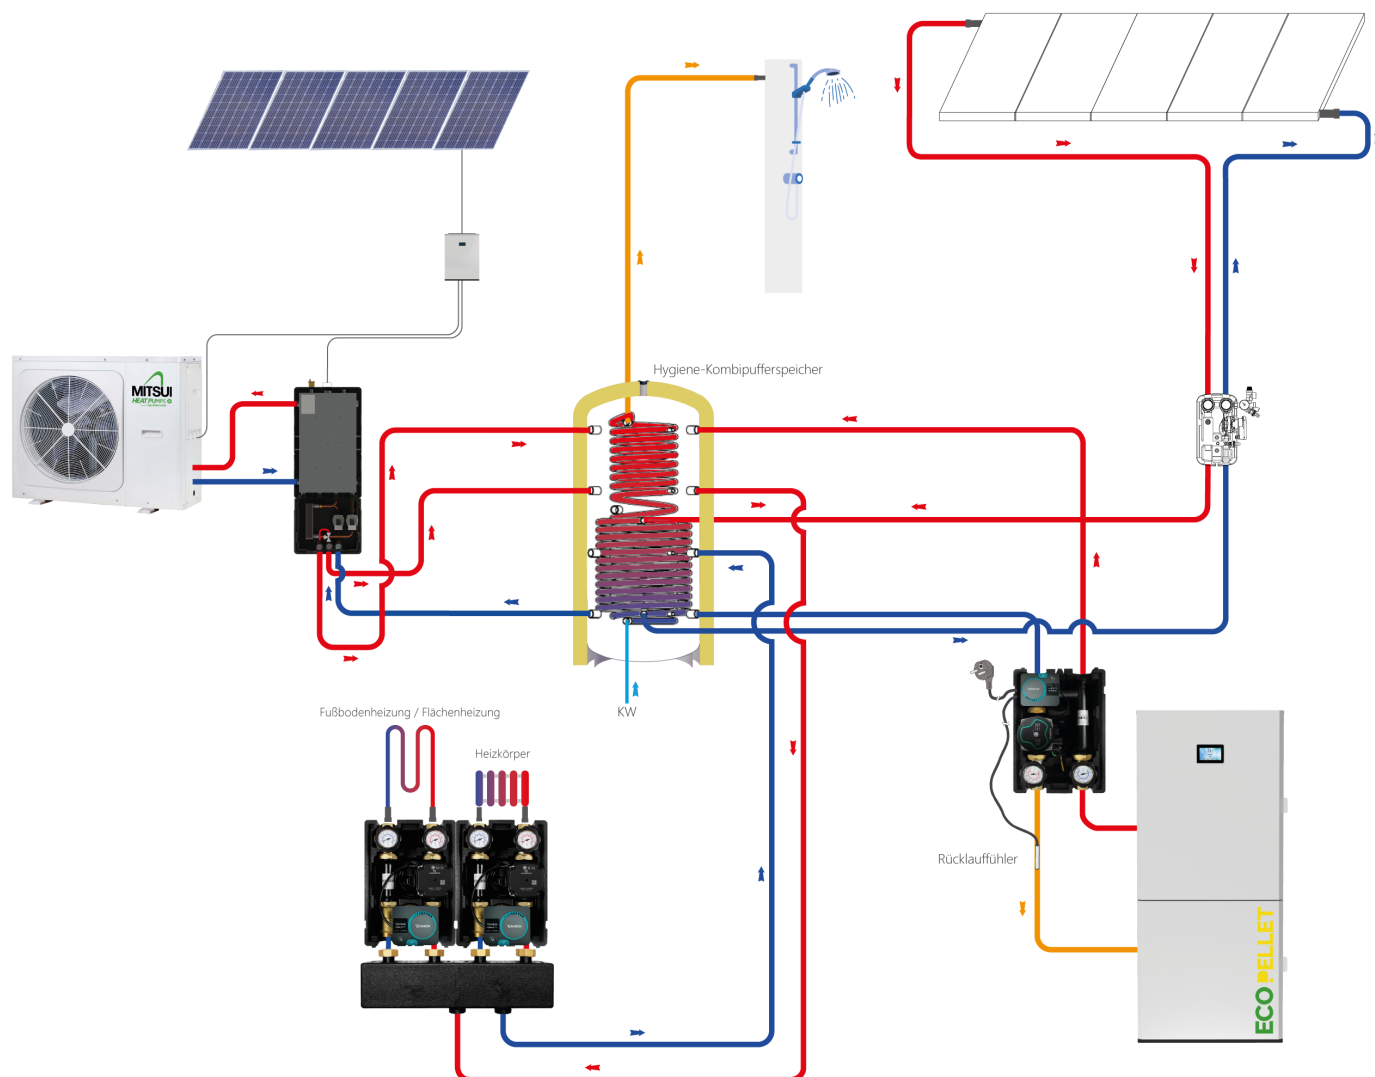 Hygiene-Kombipufferspeicher
MITSUI
HEAT PUMPS
KW
Fußbodenheizung / Flächenheizung
Heizkörper
Rücklauffühler
ECO PELLET